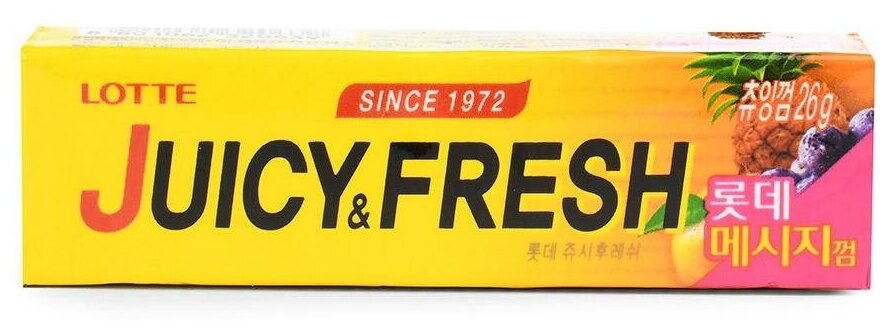 LOTTE
SINCE 1972
츄잉껌 26g
JUICY & FRESH
롯데
메시지껌
롯데 쥬시후레쉬